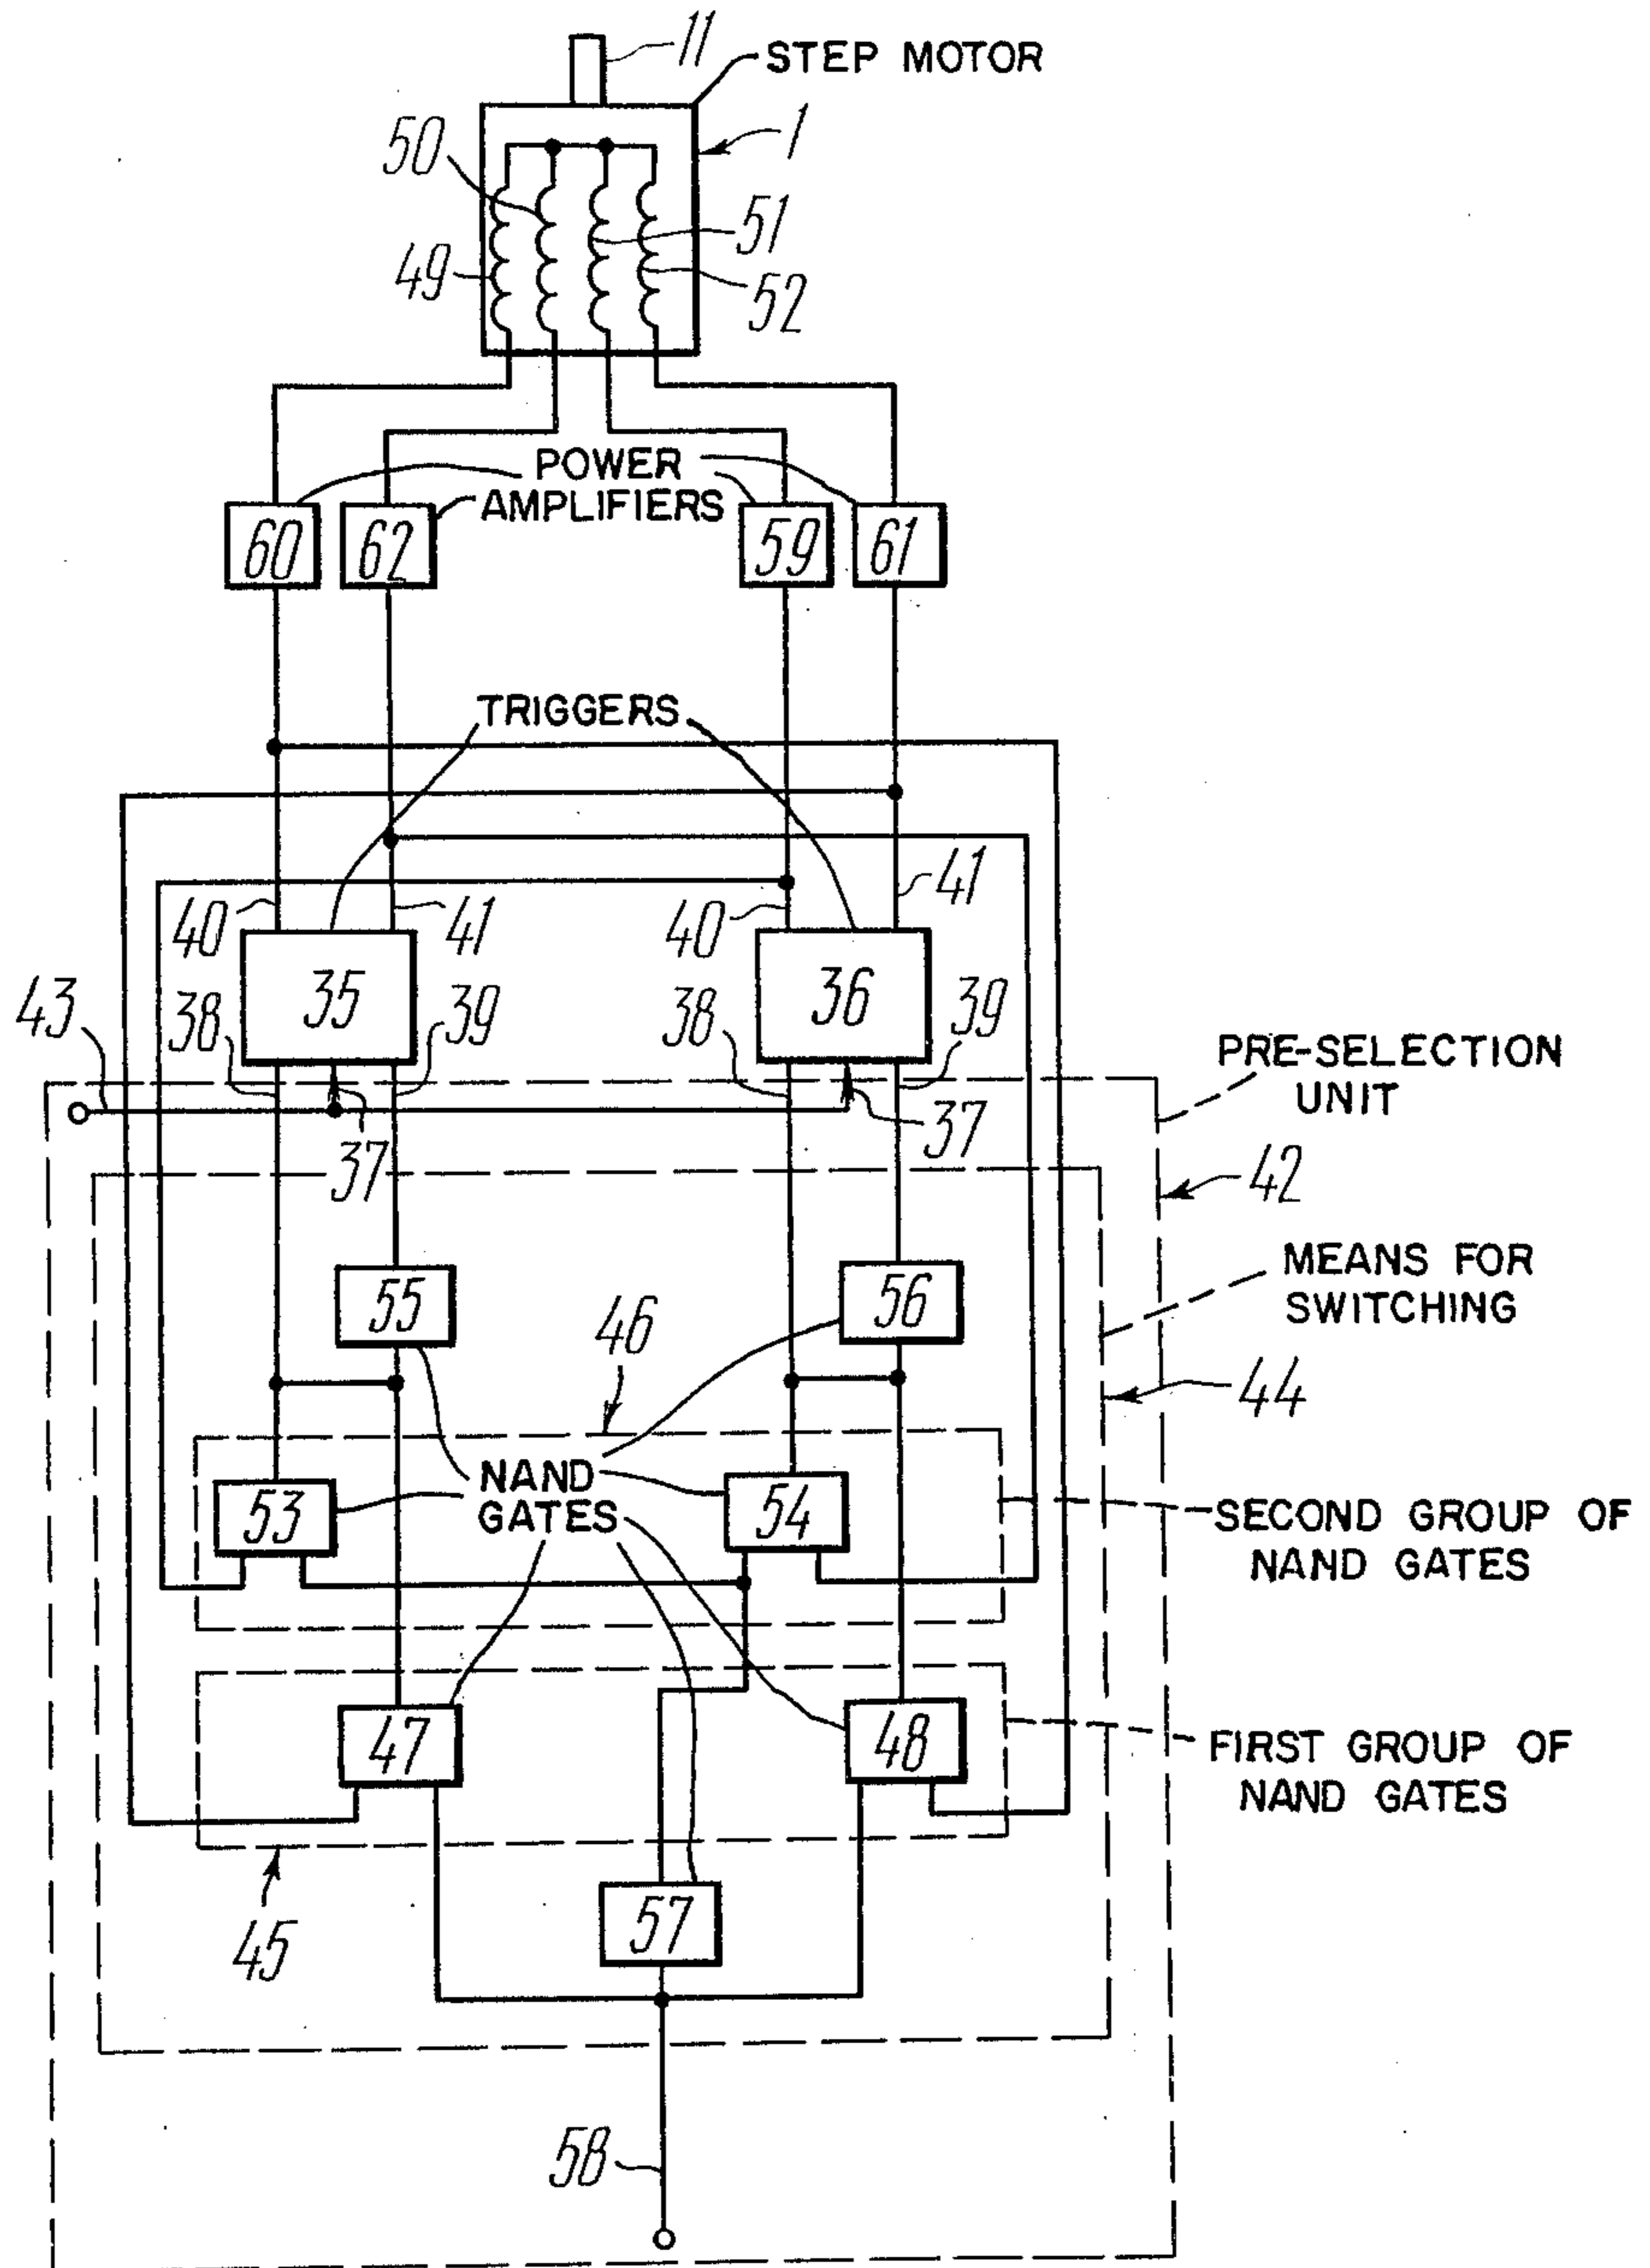 11
STEP MOTOR
1
50
51
49
52
POWER
AMPLIFIERS
60
62
59
61
TRIGGERS
41
40
41
40
35
36
43
38
39
38
39
PRE-SELECTION
UNIT
37
37
42
MEANS FOR
SWITCHING
55
56
46
44
NAND
GATES
53
54
SECOND GROUP OF
NAND GATES
47
48
FIRST GROUP OF
NAND GATES
57
45
58